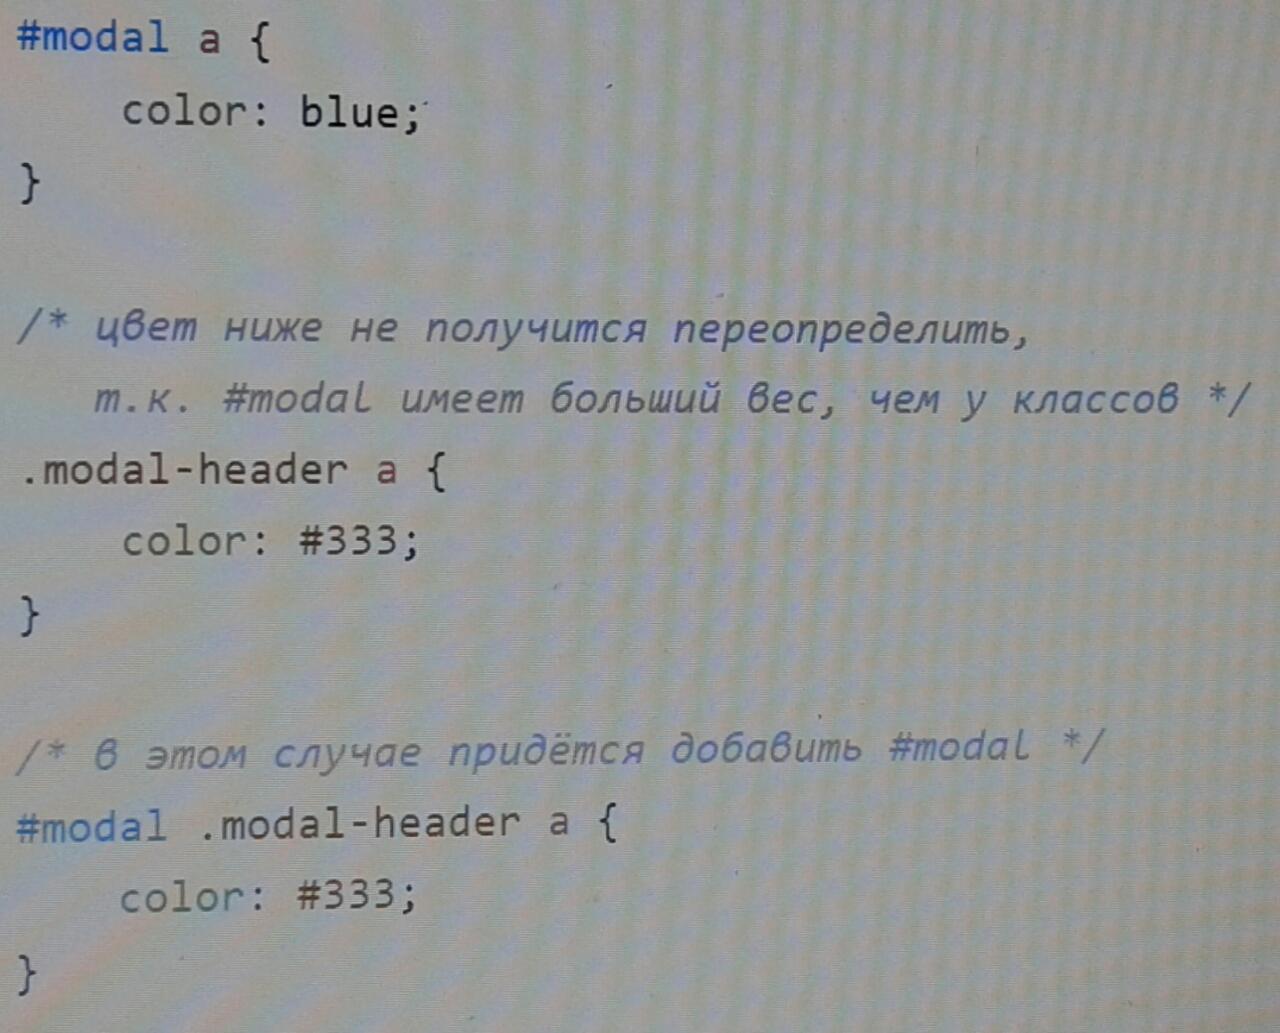 #modal a {
color: blue;
}
/* цвет ниже не получится переопределить,
т.к. #modal имеет больший вес, чем у классов */
.modal-header a {
color: #333;
}
/* в этом случае придётся добавить #modal */
#modal .modal-header a {
color: #333;
}